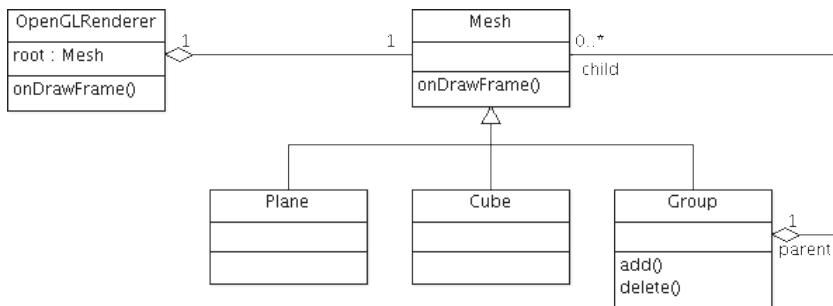 OpenGLRenderer
root : Mesh
onDrawFrame()
1
1
Mesh
onDrawFrame()
0..*
child
Plane
Cube
Group
add()
delete()
1
parent